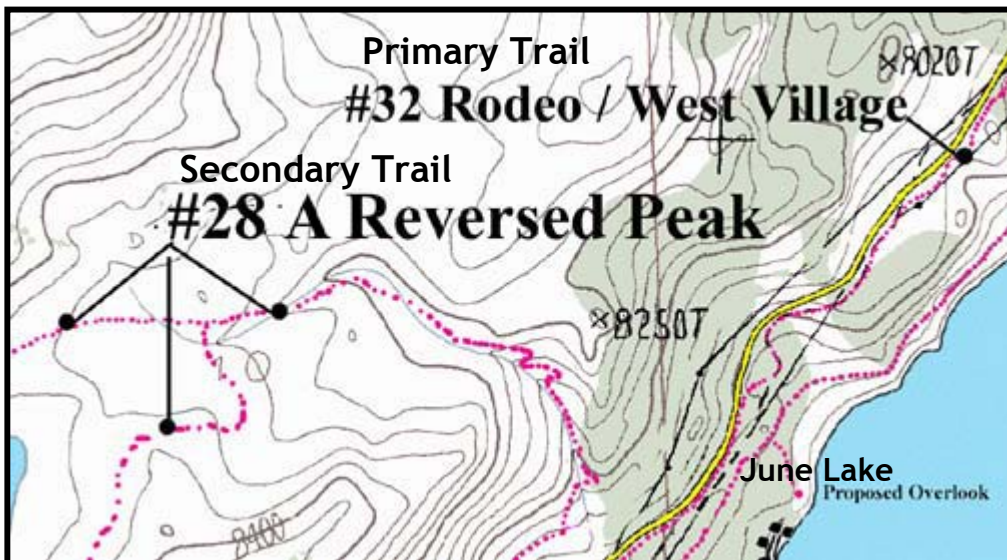 Primary Trail
×8020T
#32 Rodeo / West Village
Secondary Trail
#28 A Reversed Peak
×8250T
June Lake
Proposed Overlook
8400